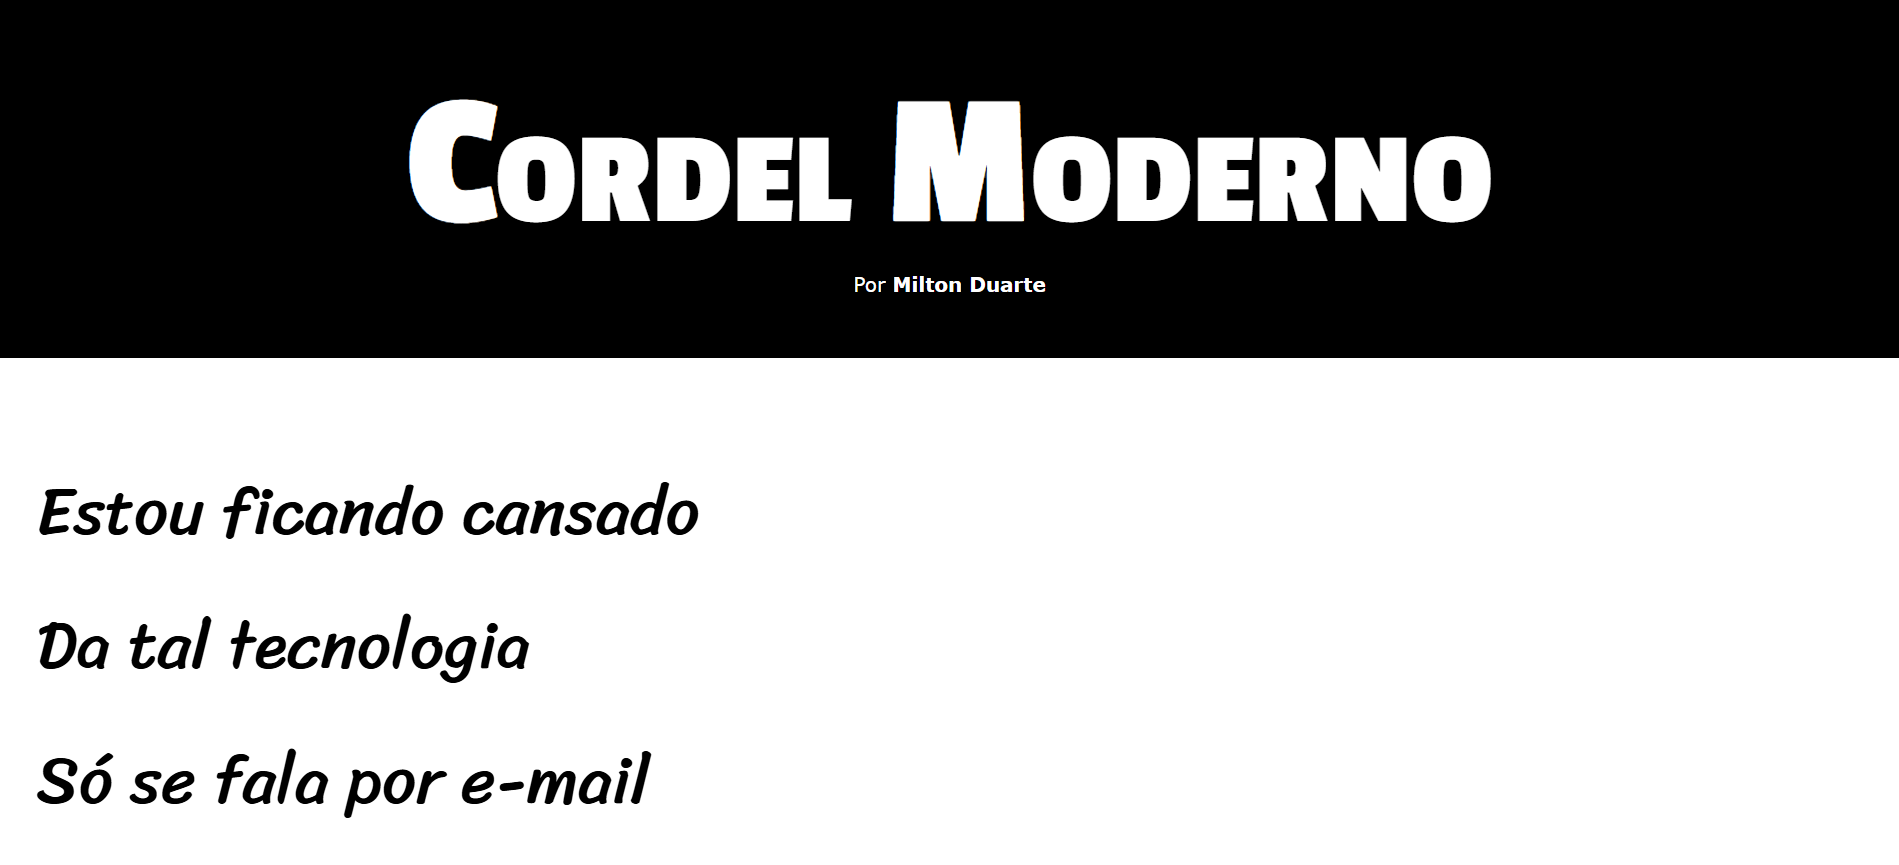 Cordel Moderno
Por Milton Duarte
Estou ficando cansado
Da tal tecnologia
Só se fala por e-mail